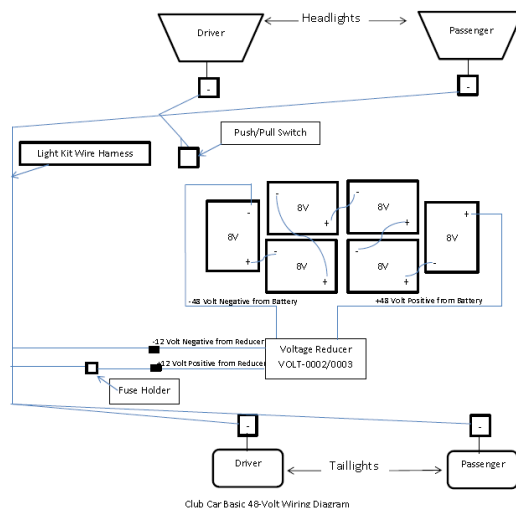 Headlights
Driver
Passenger
-
-
Push/Pull Switch
Light Kit Wire Harness
-
8V
+
-
8V
+
-
8V
+
+
8V
-
-
8V
+
-
8V
+
-48 Volt Negative from Battery
+48 Volt Positive from Battery
-12 Volt Negative from Reducer
+12 Volt Positive from Reducer
Voltage Reducer
VOLT-0002/0003
Fuse Holder
-
-
Driver
Taillights
Passenger
Club Car Basic 48-Volt Wiring Diagram